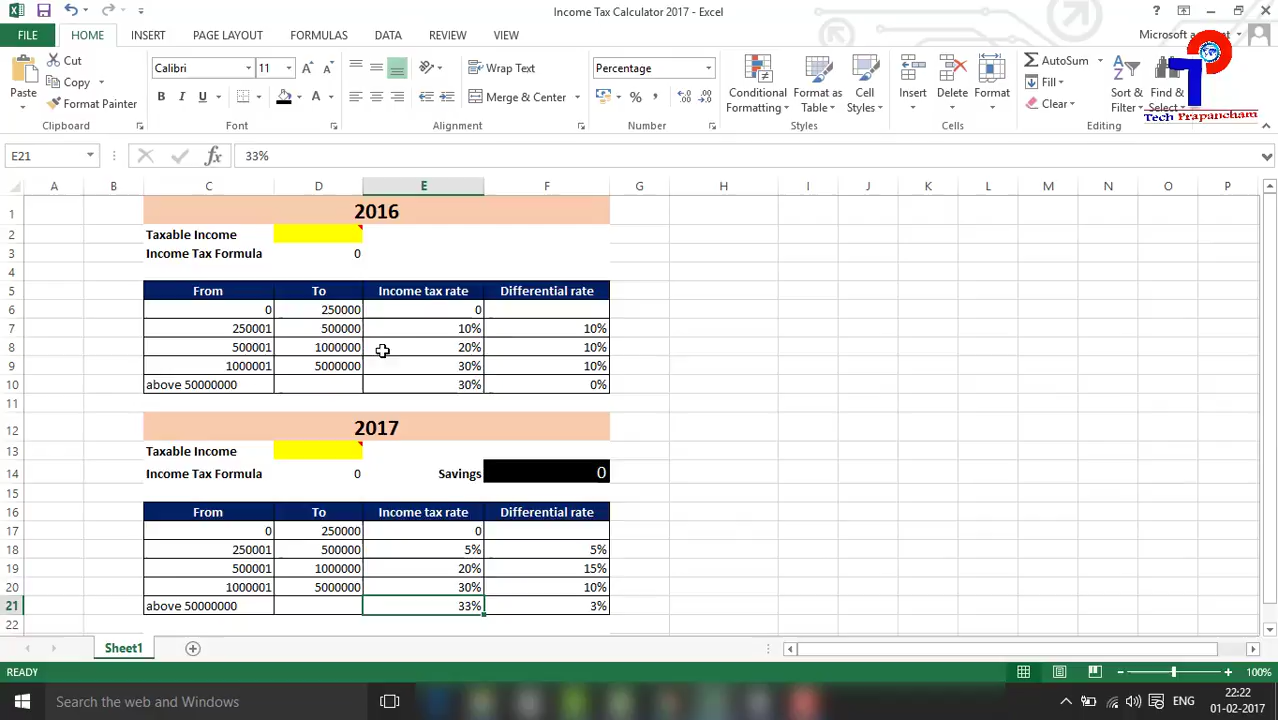 Income Tax Calculator 2017 - Excel
FILE HOME INSERT PAGE LAYOUT FORMULAS DATA REVIEW VIEW
Paste
Cut
Copy
Format Painter
Clipboard
Calibri 11
B I U
Font
Wrap Text
Merge & Center
Alignment
Percentage
Number
Conditional Formatting
Format as Table
Cell Styles
Styles
Insert Delete Format
Cells
AutoSum
Fill
Clear
Sort & Filter
Find & Select
Editing
Tech Prapancham
E21 fx 33%
A B C D E F G H I J K L M N O P
1 2016
2 Taxable Income
3 Income Tax Formula 0
4
5 From To Income tax rate Differential rate
6 0 250000 0
7 250001 500000 10% 10%
8 500001 1000000 20% 10%
9 1000001 5000000 30% 10%
10 above 50000000 30% 0%
11
12 2017
13 Taxable Income
14 Income Tax Formula 0 Savings 0
15
16 From To Income tax rate Differential rate
17 0 250000 0
18 250001 500000 5% 5%
19 500001 1000000 20% 15%
20 1000001 5000000 30% 10%
21 above 50000000 33% 3%
22
Sheet1
READY 100%
Search the web and Windows
ENG
22:22
01-02-2017